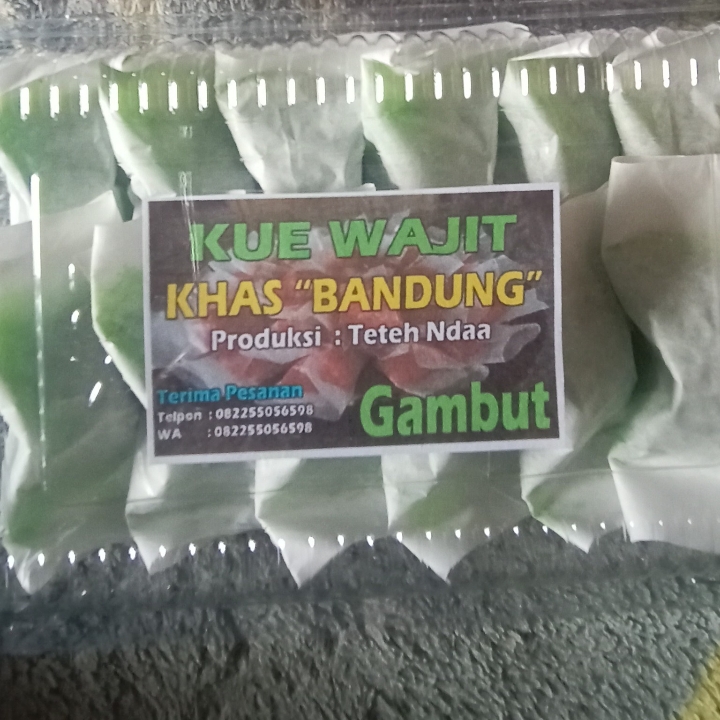 KUE WAJIT
KHAS "BANDUNG"
Produksi : Teteh Ndaa
Terima Pesanan
Telpon : 082255056598
WA : 082255056598
Gambut